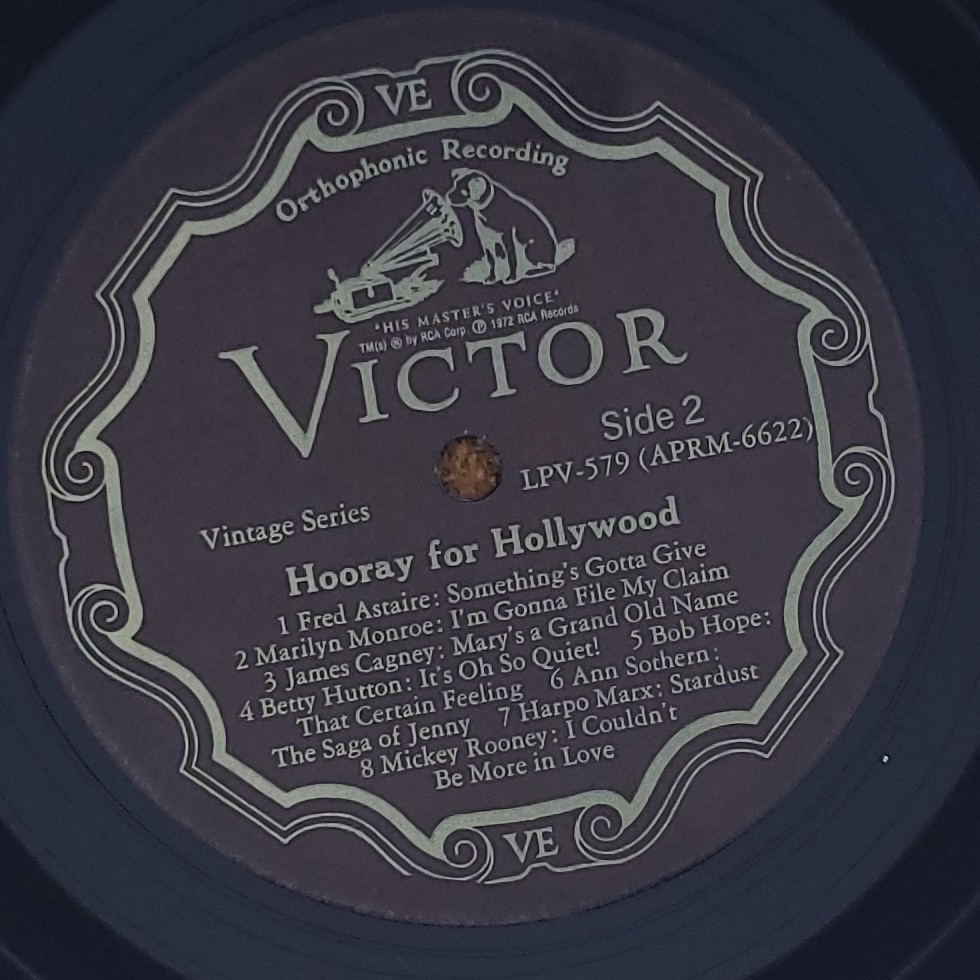 VE
Orthophonic Recording
"HIS MASTER'S VOICE"
TM(s) ® by RCA Corp. ℗ 1972 RCA Records
VICTOR
Side 2
LPV-579 (APRM-6622)
Vintage Series
Hooray for Hollywood
1 Fred Astaire: Something's Gotta Give
2 Marilyn Monroe: I'm Gonna File My Claim
3 James Cagney: Mary's a Grand Old Name
4 Betty Hutton: It's Oh So Quiet! 5 Bob Hope:
That Certain Feeling 6 Ann Sothern:
The Saga of Jenny 7 Harpo Marx: Stardust
8 Mickey Rooney: I Couldn't
Be More in Love
VE